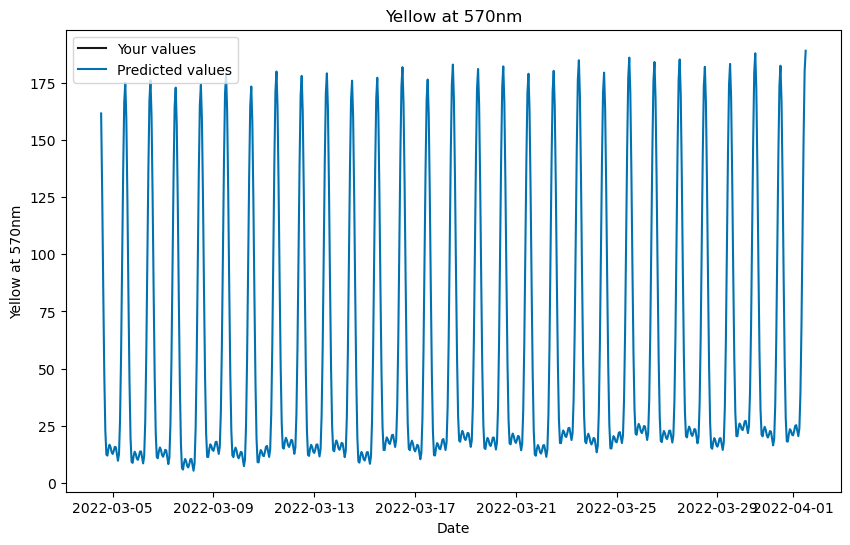 Yellow at 570nm
Your values
Predicted values
175
150
125
100
75
50
25
0
Yellow at 570nm
2022-03-05 2022-03-09 2022-03-13 2022-03-17 2022-03-21 2022-03-25 2022-03-29 2022-04-01
Date